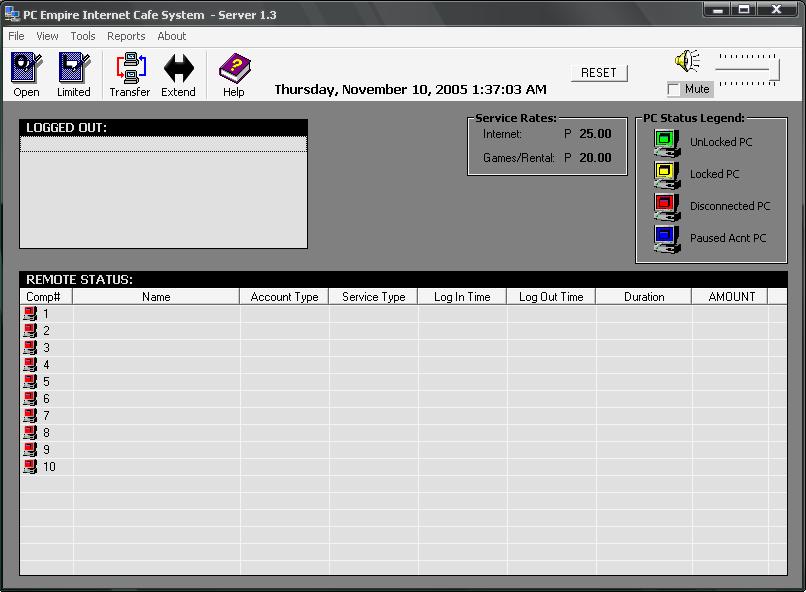 PC Empire Internet Cafe System - Server 1.3
File View Tools Reports About
Open Limited Transfer Extend Help
Thursday, November 10, 2005 1:37:03 AM
RESET
Mute
LOGGED OUT:
Service Rates:
Internet: P 25.00
Games/Rental: P 20.00
PC Status Legend:
UnLocked PC
Locked PC
Disconnected PC
Paused Acnt PC
REMOTE STATUS:
Comp# Name Account Type Service Type Log In Time Log Out Time Duration AMOUNT
1
2
3
4
5
6
7
8
9
10